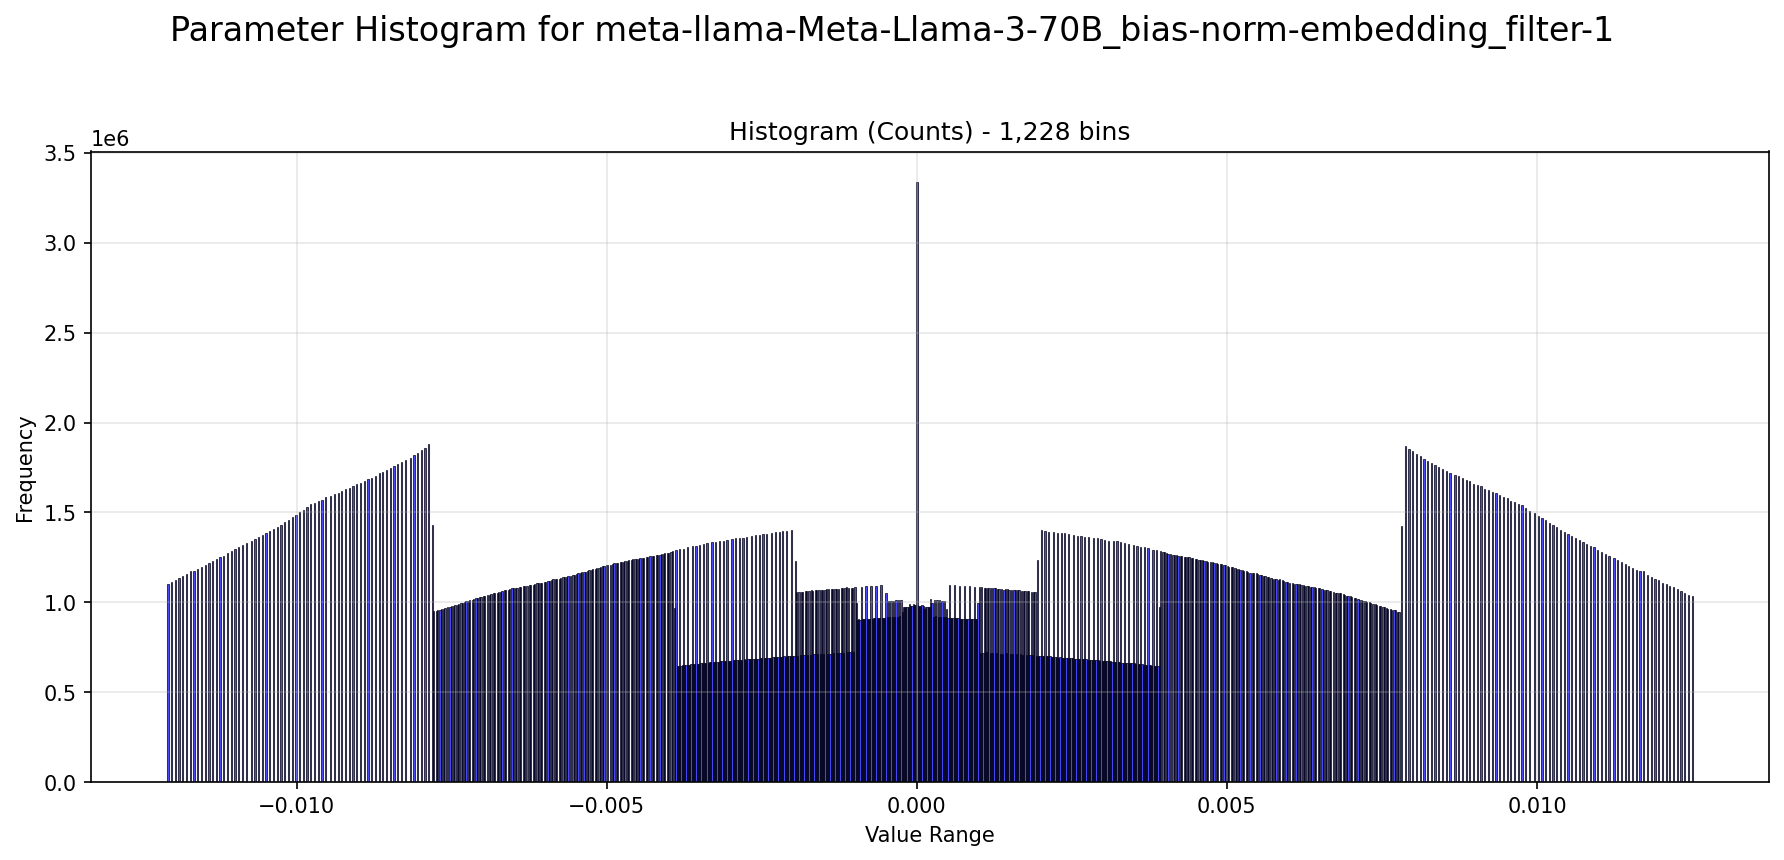 Parameter Histogram for meta-llama-Meta-Llama-3-70B_bias-norm-embedding_filter-1
Histogram (Counts) - 1,228 bins
1e6
3.5
3.0
2.5
2.0
1.5
1.0
0.5
0.0
Frequency
−0.010 −0.005 0.000 0.005 0.010
Value Range